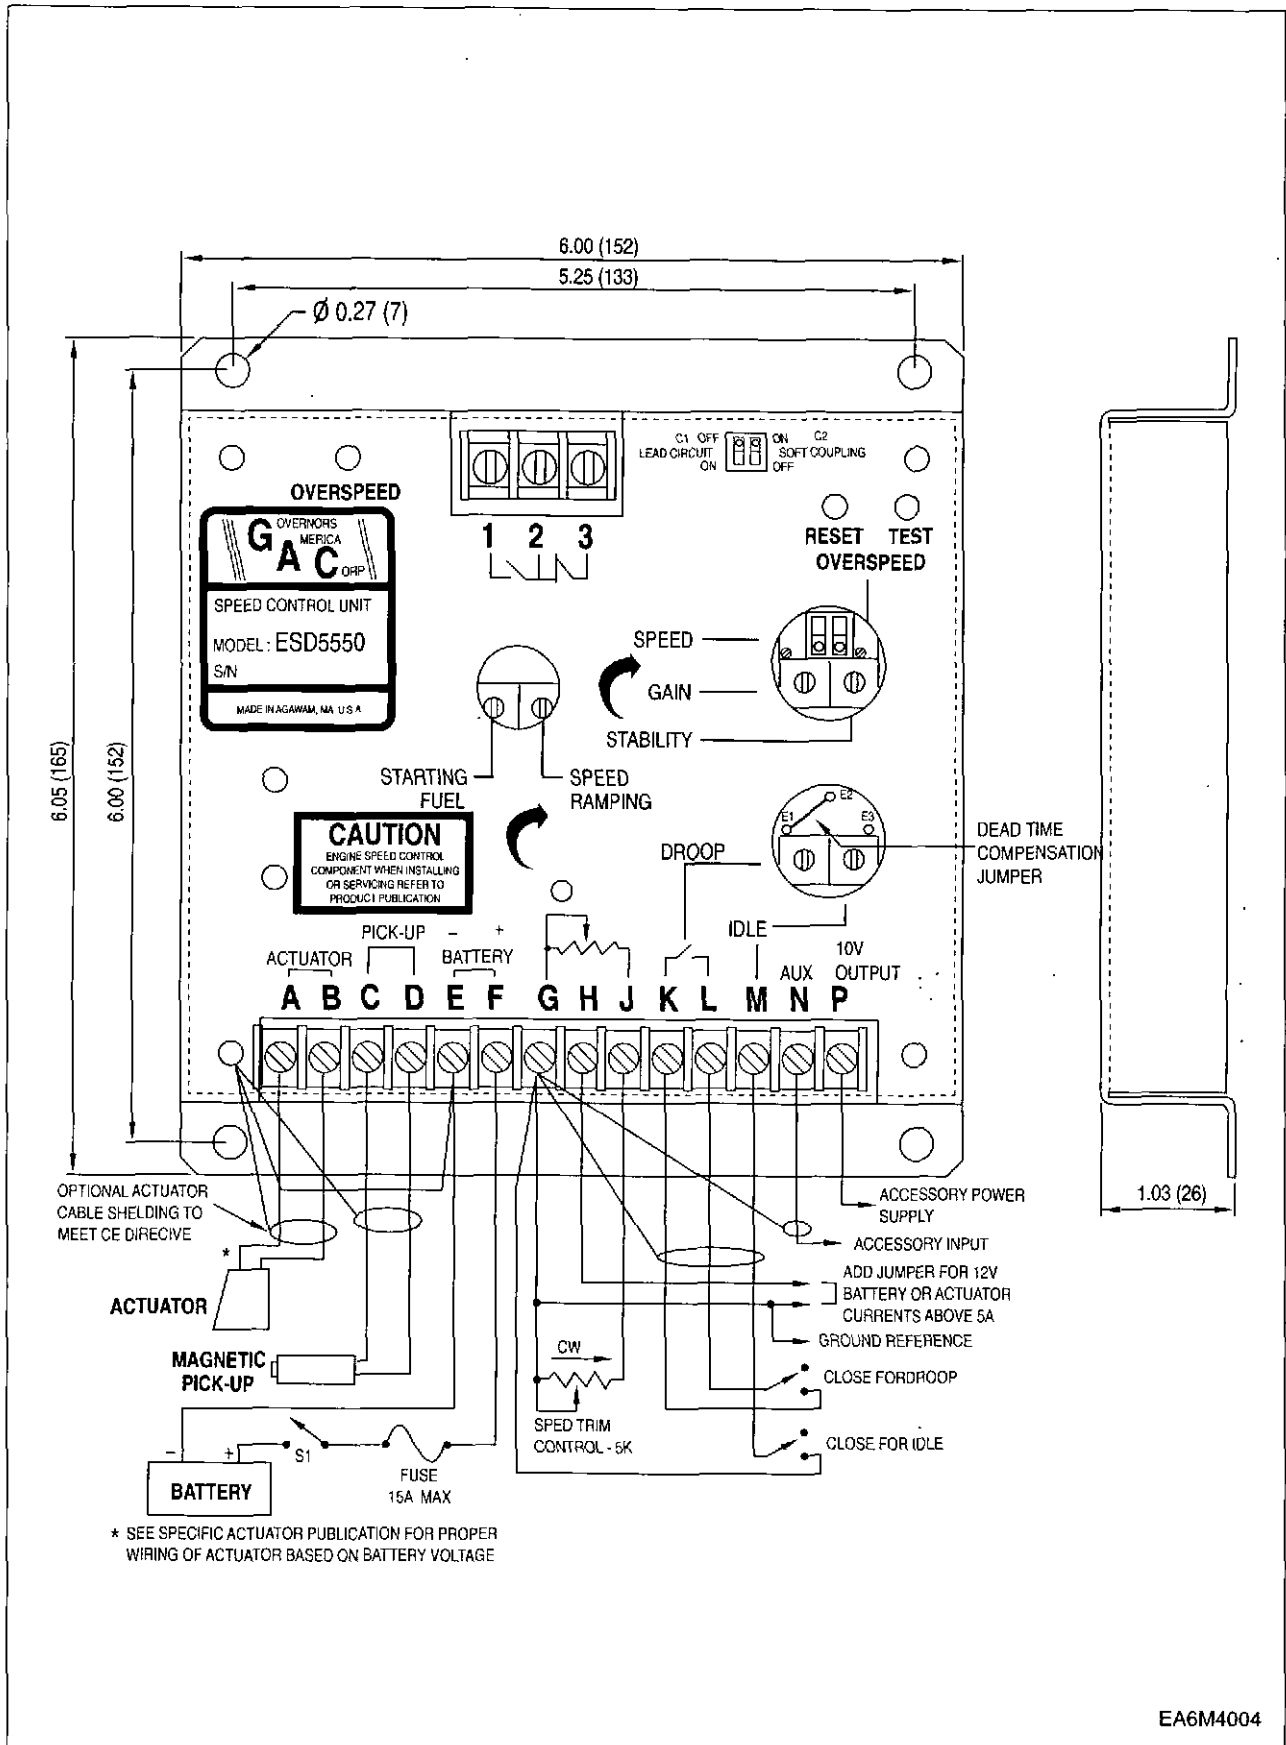 6.00 (152)
5.25 (133)
Ø 0.27 (7)
6.05 (165)
6.00 (152)
OVERSPEED
1 2 3
C1 OFF
LEAD CIRCUIT
ON
ON C2
SOFT COUPLING
OFF
RESET TEST
OVERSPEED
GOVERNORS
AMERICA
CORP
SPEED CONTROL UNIT
MODEL: ESD5550
S/N
MADE IN AGAWAM, MA USA
SPEED
GAIN
STABILITY
STARTING
FUEL
SPEED
RAMPING
CAUTION
ENGINE SPEED CONTROL
COMPONENT WHEN INSTALLING
OR SERVICING REFER TO
PRODUCT PUBLICATION
E1
E2
E3
DROOP
DEAD TIME
COMPENSATION
JUMPER
IDLE
ACTUATOR
PICK-UP
- +
BATTERY
AUX
10V
OUTPUT
A B C D E F G H J K L M N P
1.03 (26)
OPTIONAL ACTUATOR
CABLE SHIELDING TO
MEET CE DIRECIVE
*
ACTUATOR
MAGNETIC
PICK-UP
- +
BATTERY
S1
FUSE
15A MAX
CW
SPED TRIM
CONTROL - 5K
ACCESSORY POWER
SUPPLY
ACCESSORY INPUT
ADD JUMPER FOR 12V
BATTERY OR ACTUATOR
CURRENTS ABOVE 5A
GROUND REFERENCE
CLOSE FORDROOP
CLOSE FOR IDLE
* SEE SPECIFIC ACTUATOR PUBLICATION FOR PROPER
WIRING OF ACTUATOR BASED ON BATTERY VOLTAGE
EA6M4004